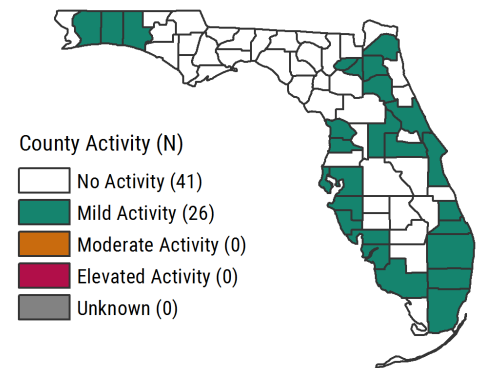 County Activity (N)
No Activity (41)
Mild Activity (26)
Moderate Activity (0)
Elevated Activity (0)
Unknown (0)